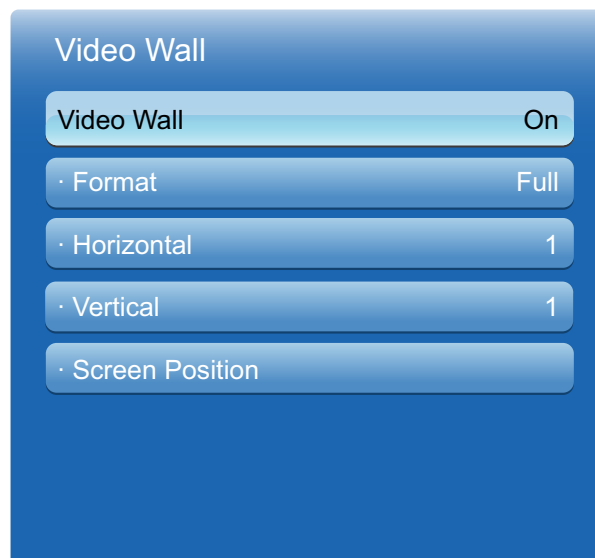 Video Wall
Video Wall On
· Format Full
· Horizontal 1
· Vertical 1
· Screen Position